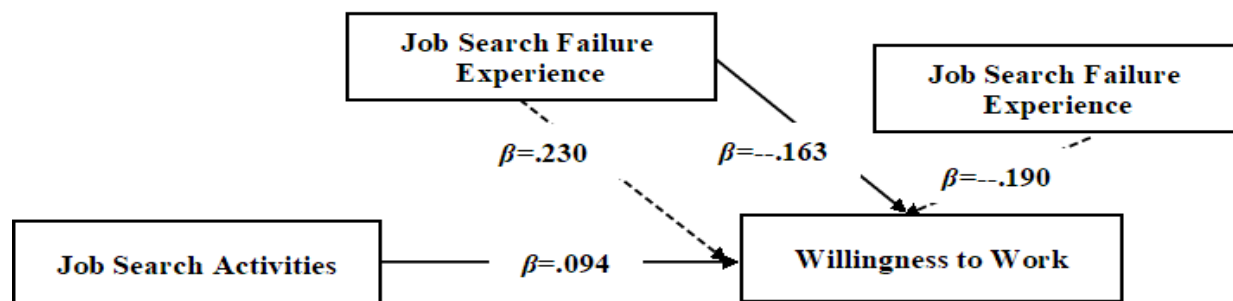 Job Search Failure
Experience
Job Search Failure
Experience
β=.230
β=--.163
β=--.190
Job Search Activities
β=.094
Willingness to Work